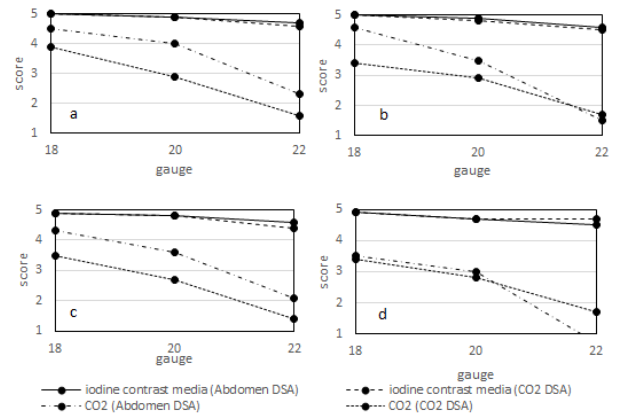 5
4
3
2
1
score
a
18 20 22
gauge
5
4
3
2
1
score
b
18 20 22
gauge
5
4
3
2
1
score
c
18 20 22
gauge
5
4
3
2
1
score
d
18 20 22
gauge
iodine contrast media (Abdomen DSA)
iodine contrast media (CO2 DSA)
CO2 (Abdomen DSA)
CO2 (CO2 DSA)